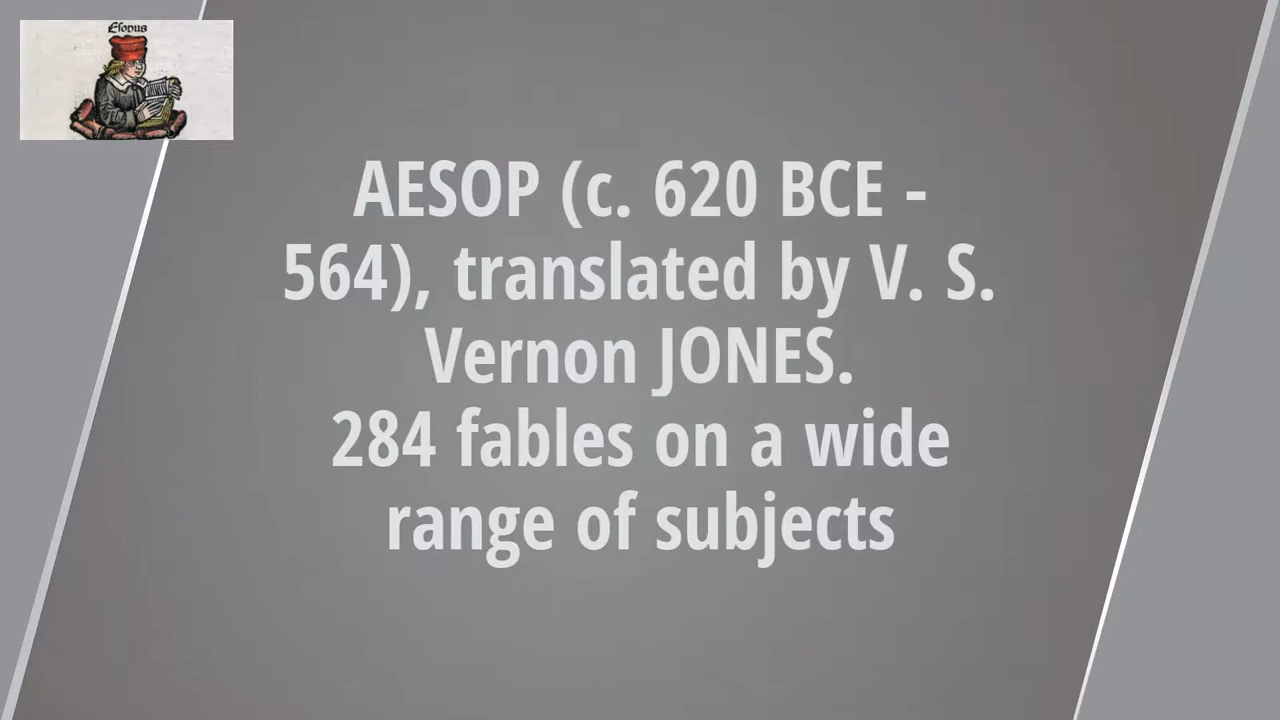 Esopus
AESOP (c. 620 BCE -
564), translated by V. S.
Vernon JONES.
284 fables on a wide
range of subjects